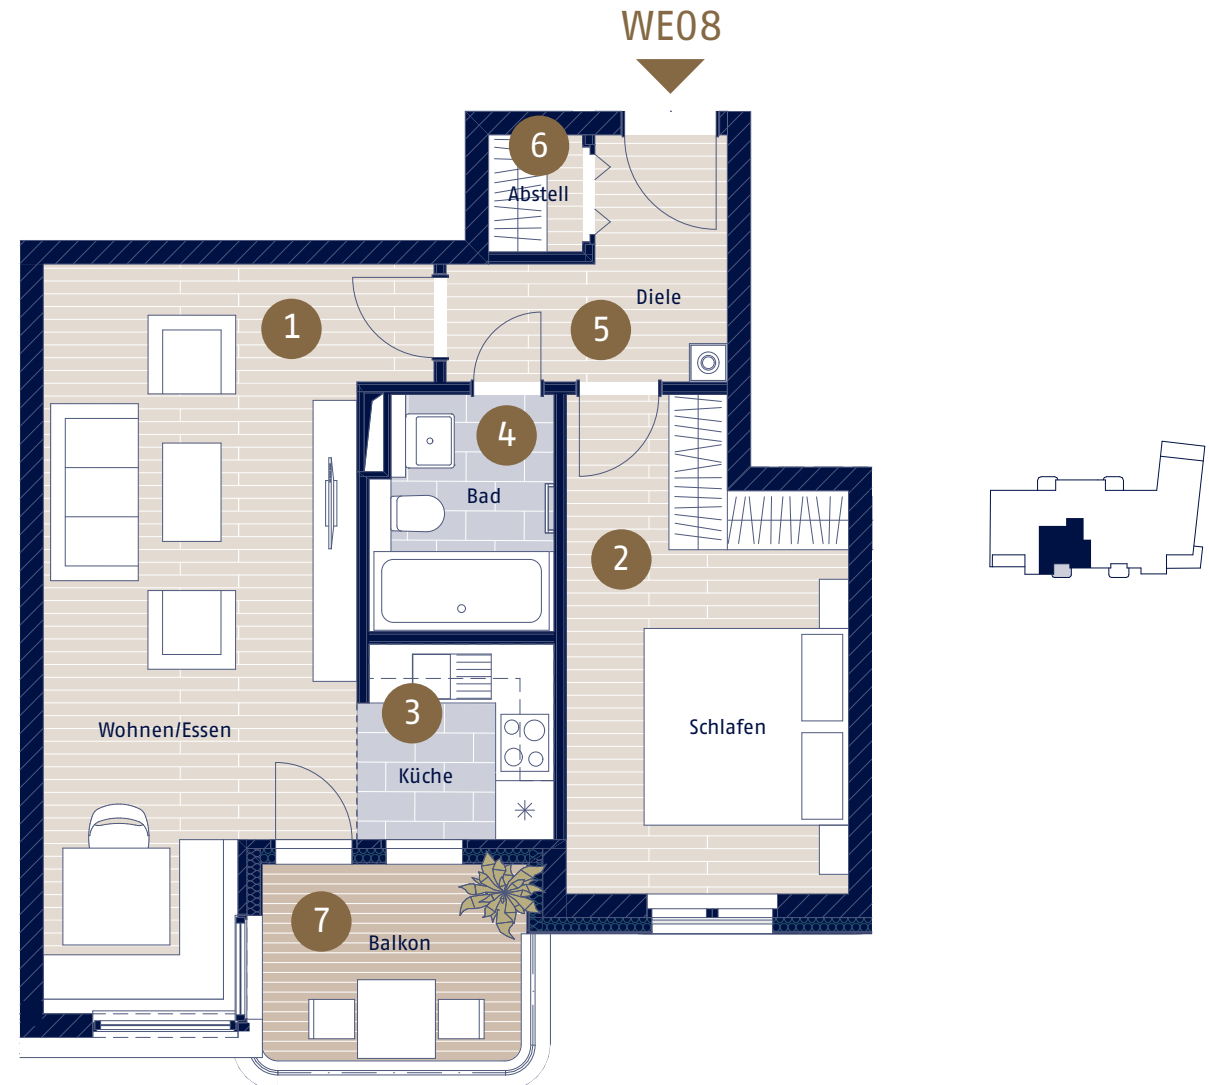 WE08
6
Abstell
Diele
1
5
4
Bad
2
3
Wohnen/Essen
Schlafen
Küche
7
Balkon